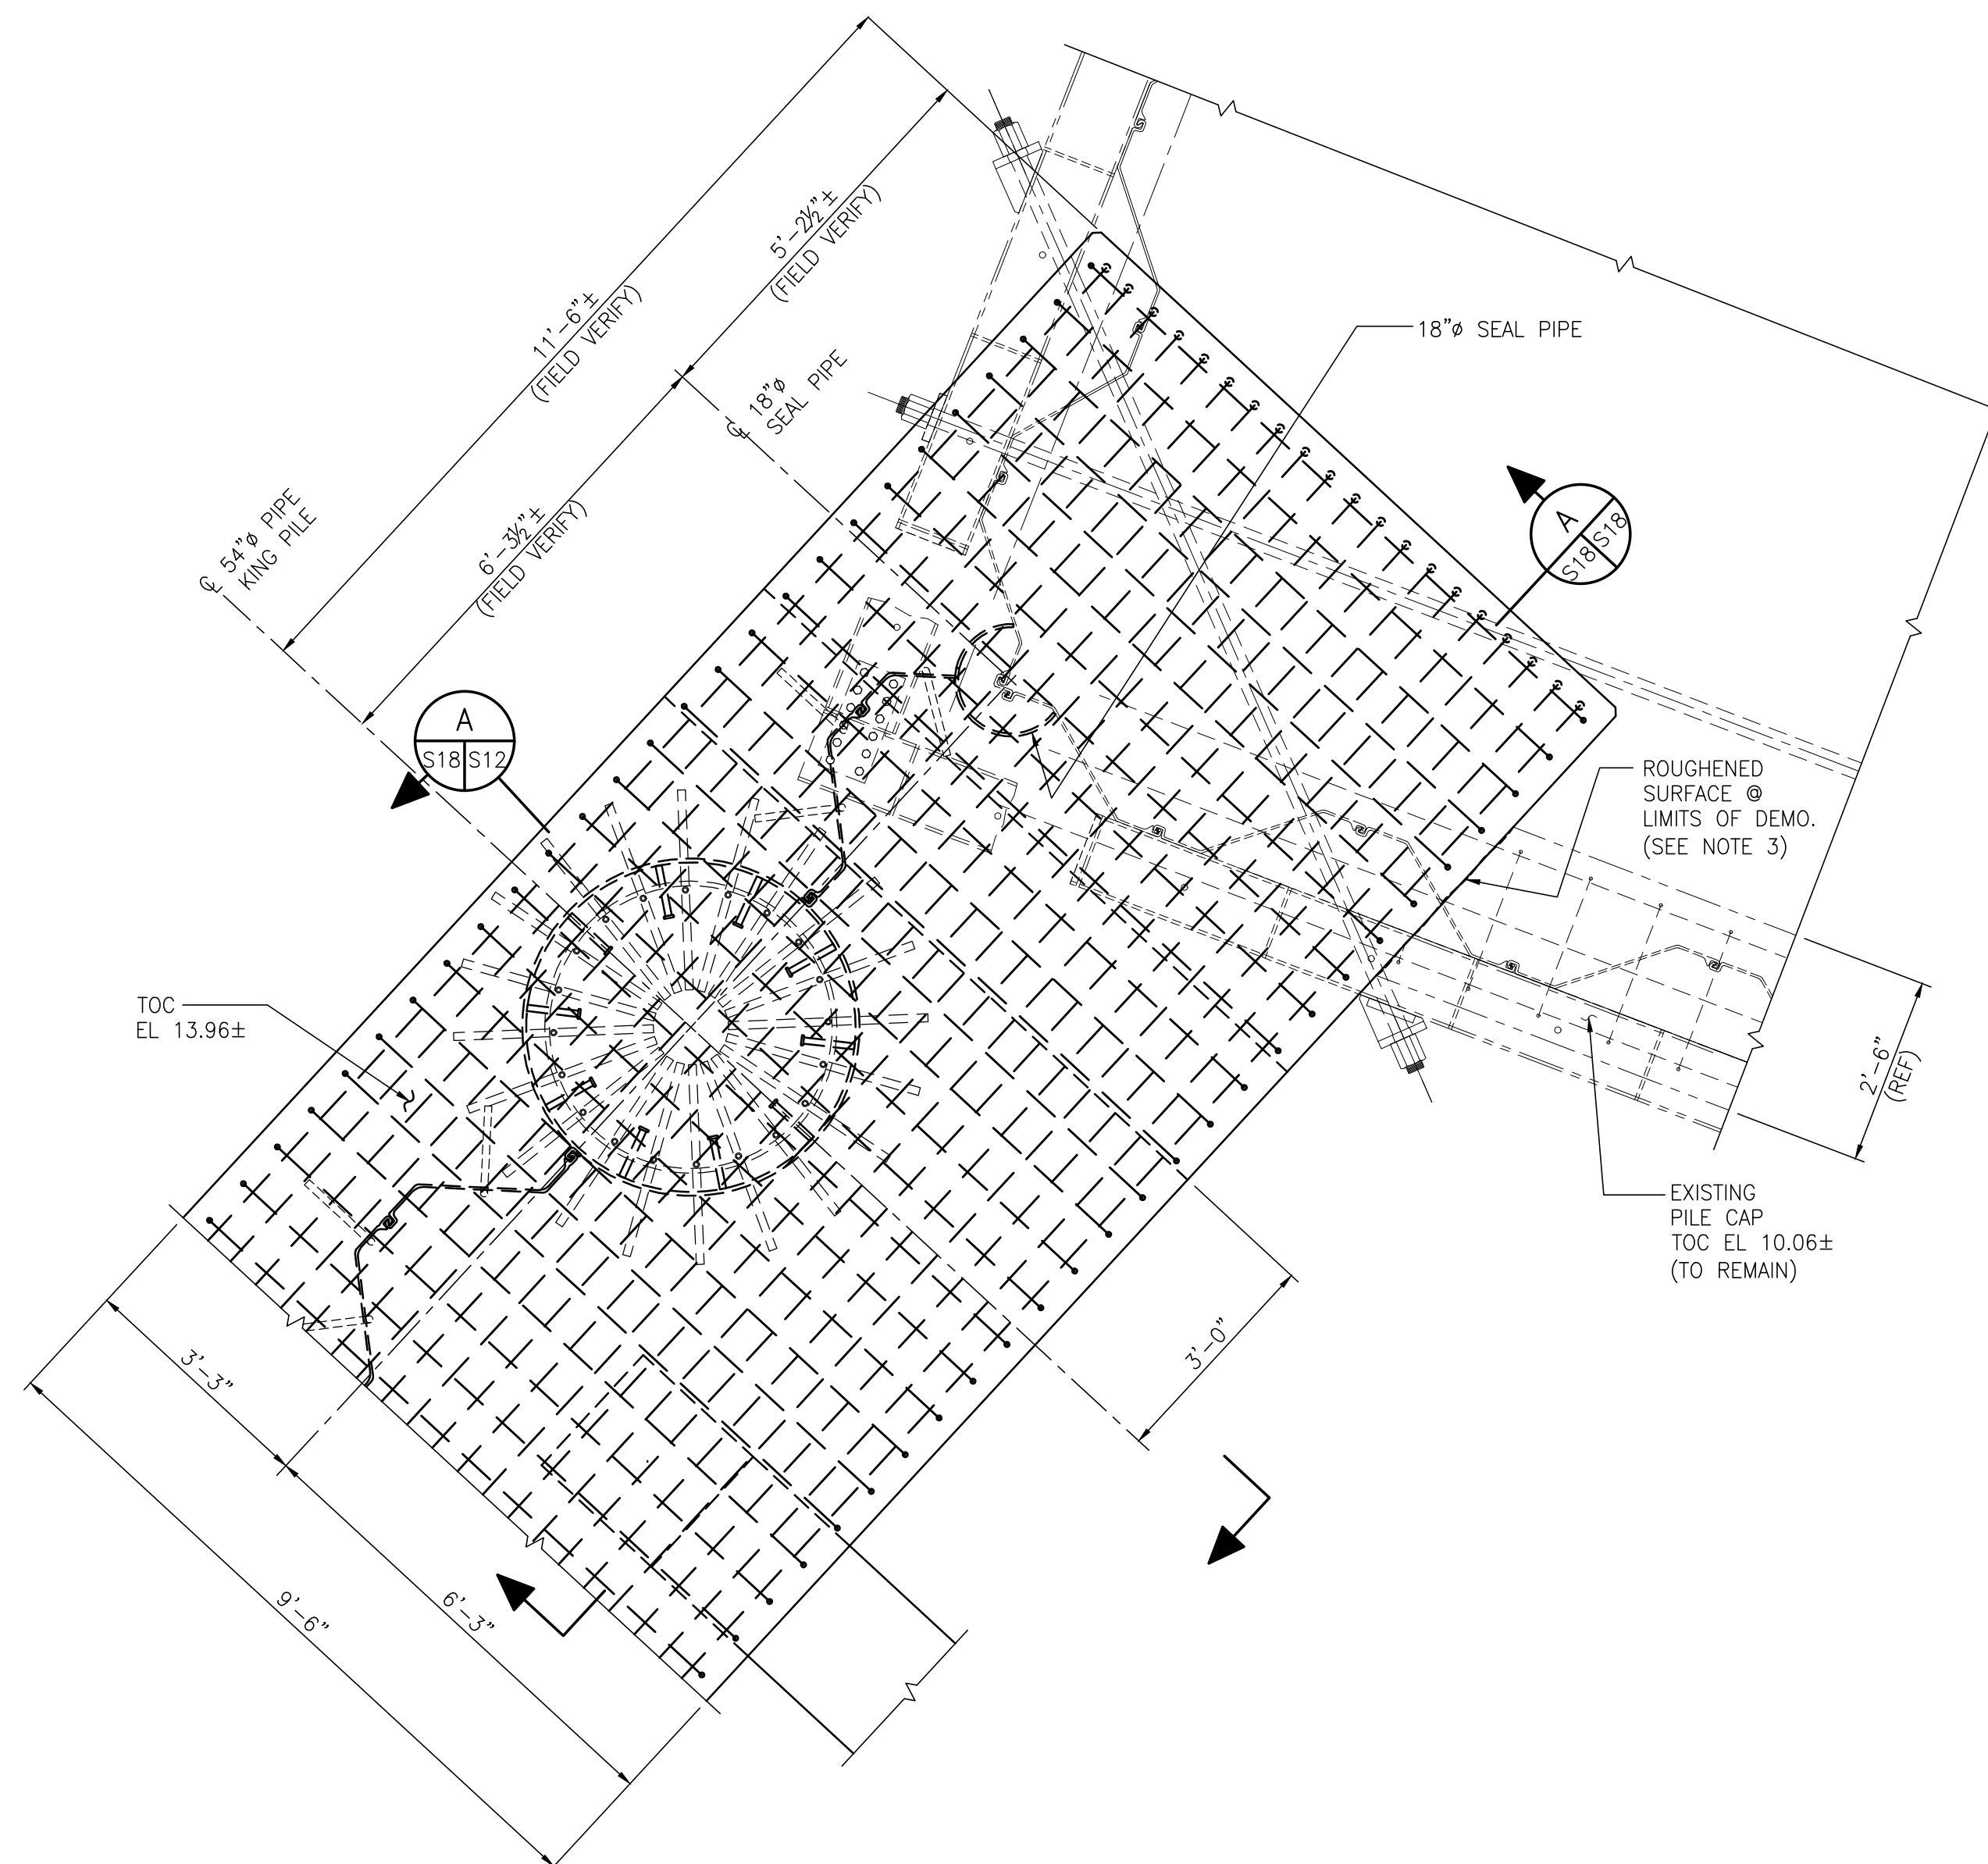 11'-6"±
(FIELD VERIFY)
5'-2½"±
(FIELD VERIFY)
6'-3½"±
(FIELD VERIFY)
℄ 18"ø
SEAL PIPE
℄ 54"ø PIPE
KING PILE
18"ø SEAL PIPE
A
S18
S18
A
S18
S12
ROUGHENED
SURFACE @
LIMITS OF DEMO.
(SEE NOTE 3)
TOC
EL 13.96±
2'-6"
(REF)
EXISTING
PILE CAP
TOC EL 10.06±
(TO REMAIN)
3'-0"
3'-3"
6'-3"
9'-6"